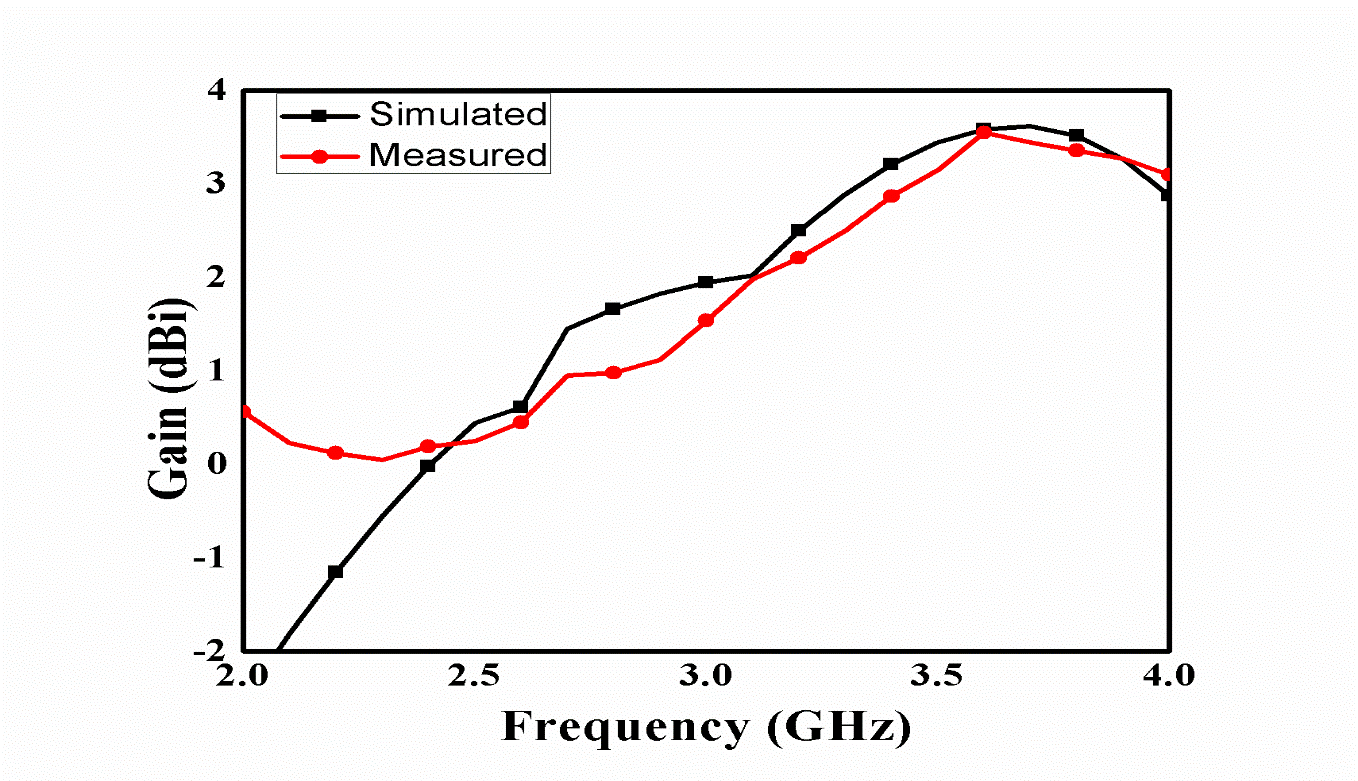 4
3
2
1
0
-1
-2
Gain (dBi)
Simulated
Measured
2.0 2.5 3.0 3.5 4.0
Frequency (GHz)